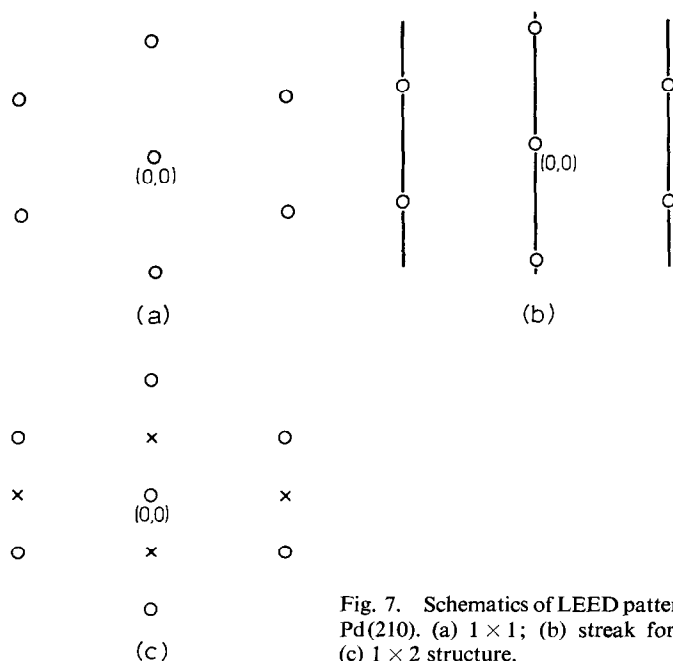 (0,0)
(a)
(0,0)
(b)
(0,0)
(c)
Fig. 7. Schematics of LEED patter
Pd(210). (a) 1 × 1; (b) streak for
(c) 1 × 2 structure.